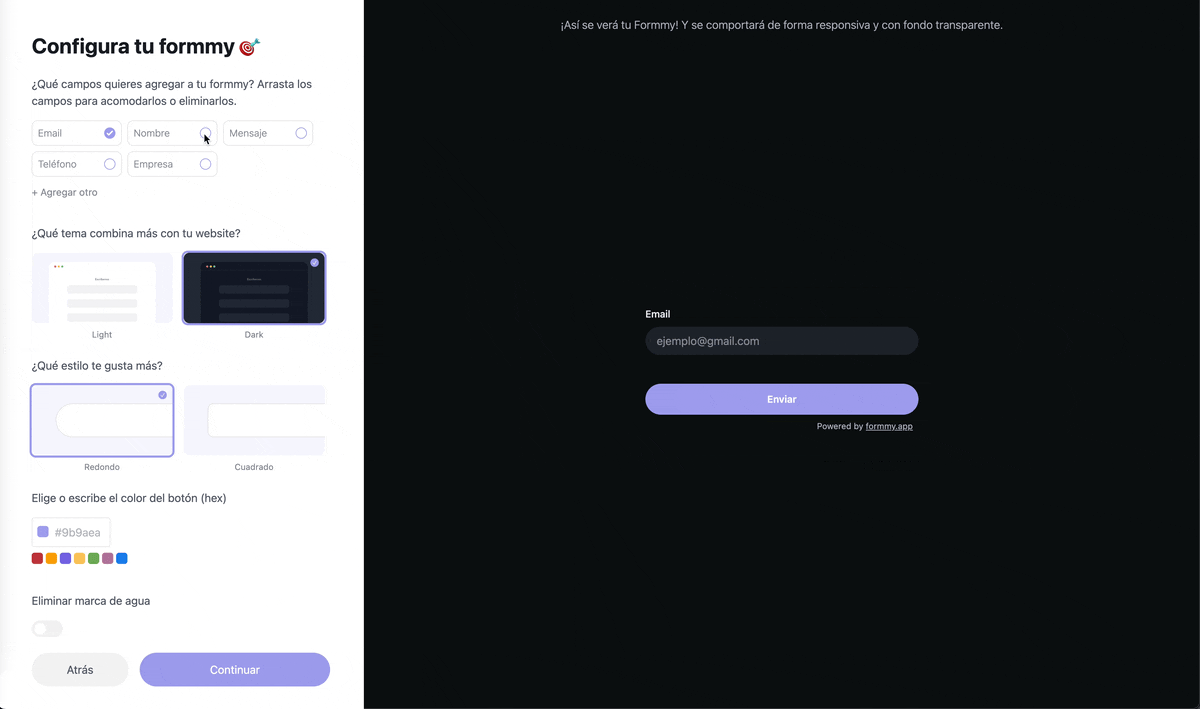 Configura tu formmy
¿Qué campos quieres agregar a tu formmy? Arrasta los
campos para acomodarlos o eliminarlos.
Email
Nombre
Mensaje
Teléfono
Empresa
+ Agregar otro
¿Qué tema combina más con tu website?
Light
Dark
¿Qué estilo te gusta más?
Redondo
Cuadrado
Elige o escribe el color del botón (hex)
#9b9aea
Eliminar marca de agua
Atrás
Continuar
¡Así se verá tu Formmy! Y se comportará de forma responsiva y con fondo transparente.
Email
ejemplo@gmail.com
Enviar
Powered by formmy.app